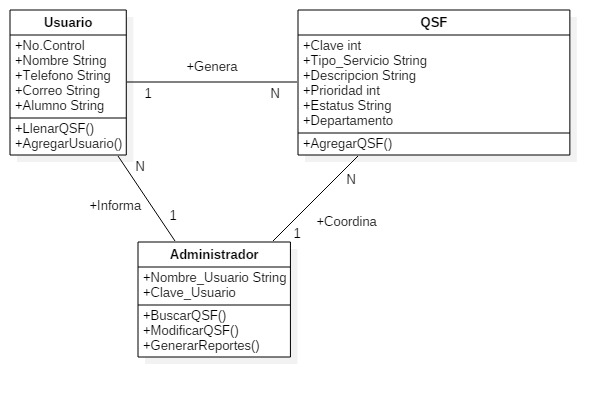 Usuario
+No.Control
+Nombre String
+Telefono String
+Correo String
+Alumno String
+LlenarQSF()
+AgregarUsuario()
+Genera
1
N
QSF
+Clave int
+Tipo_Servicio String
+Descripcion String
+Prioridad int
+Estatus String
+Departamento
+AgregarQSF()
N
+Informa
1
N
+Coordina
1
Administrador
+Nombre_Usuario String
+Clave_Usuario
+BuscarQSF()
+ModificarQSF()
+GenerarReportes()